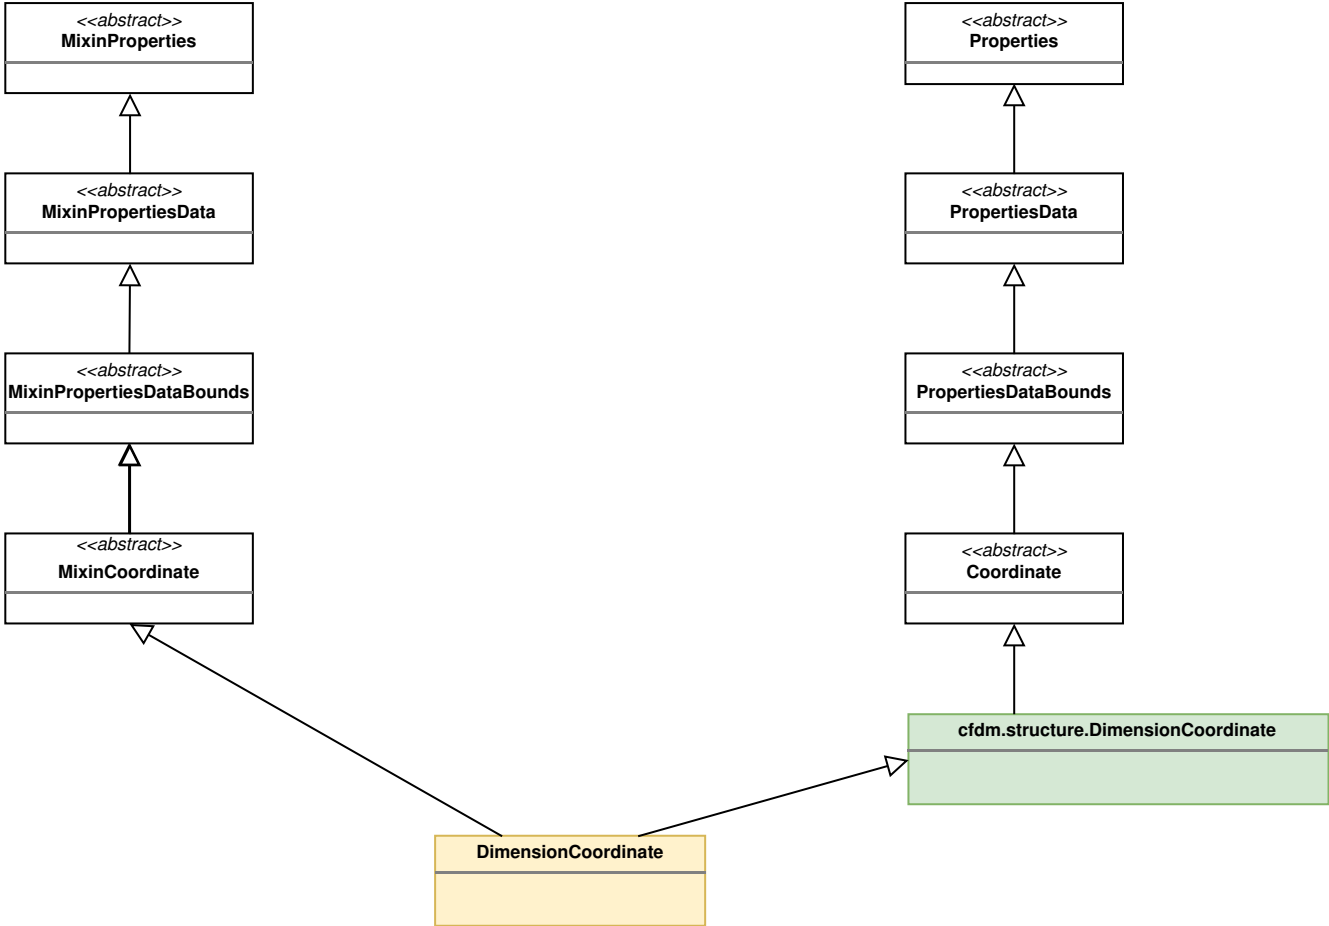 <<abstract>>
MixinProperties
<<abstract>>
Properties
<<abstract>>
MixinPropertiesData
<<abstract>>
PropertiesData
<<abstract>>
MixinPropertiesDataBounds
<<abstract>>
PropertiesDataBounds
<<abstract>>
MixinCoordinate
<<abstract>>
Coordinate
cfdm.structure.DimensionCoordinate
DimensionCoordinate